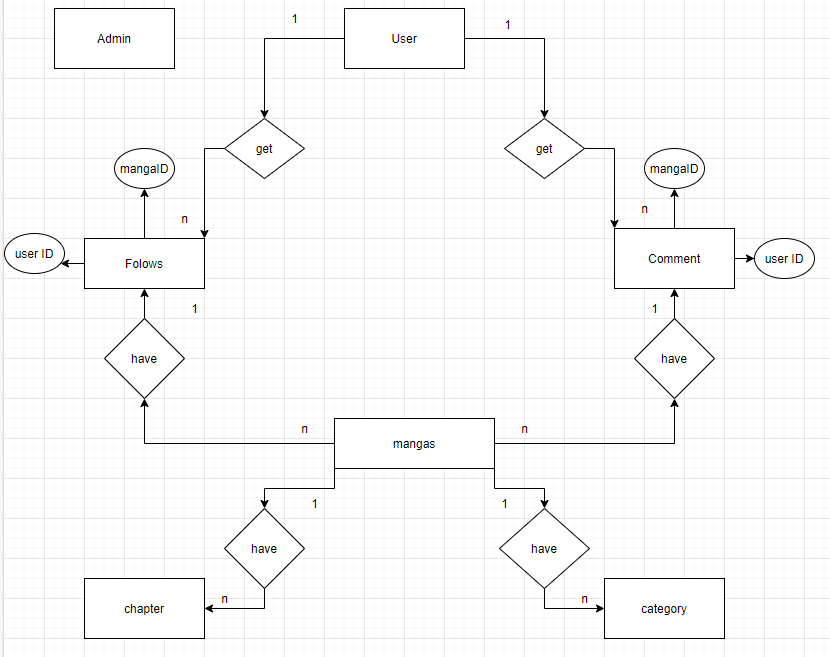 1
1
Admin
User
get
get
mangaID
mangaID
n
n
user ID
Folows
Comment
user ID
1
1
have
have
n
n
mangas
1
1
have
have
n
n
chapter
category